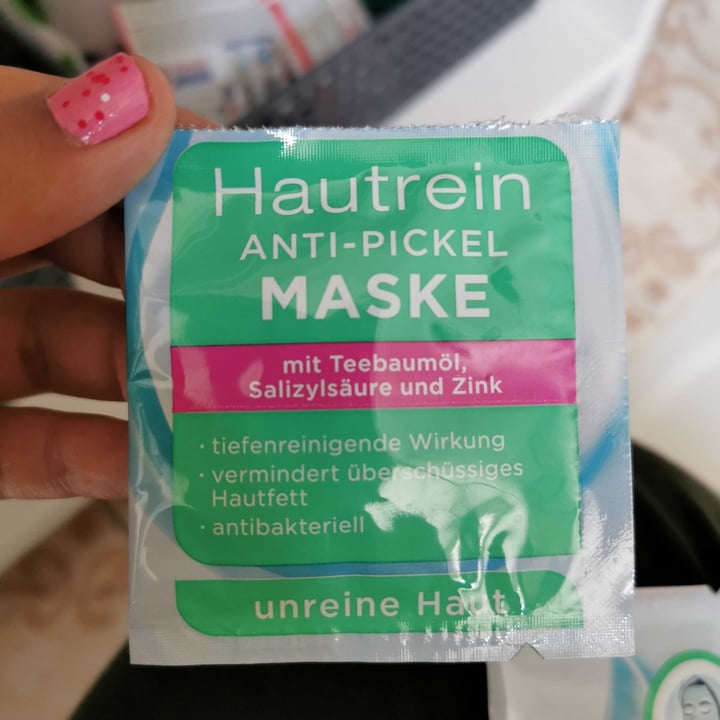 Hautrein
ANTI-PICKEL
MASKE
mit Teebaumöl,
Salizylsäure und Zink
· tiefenreinigende Wirkung
· vermindert überschüssiges
Hautfett
· antibakteriell
unreine Haut